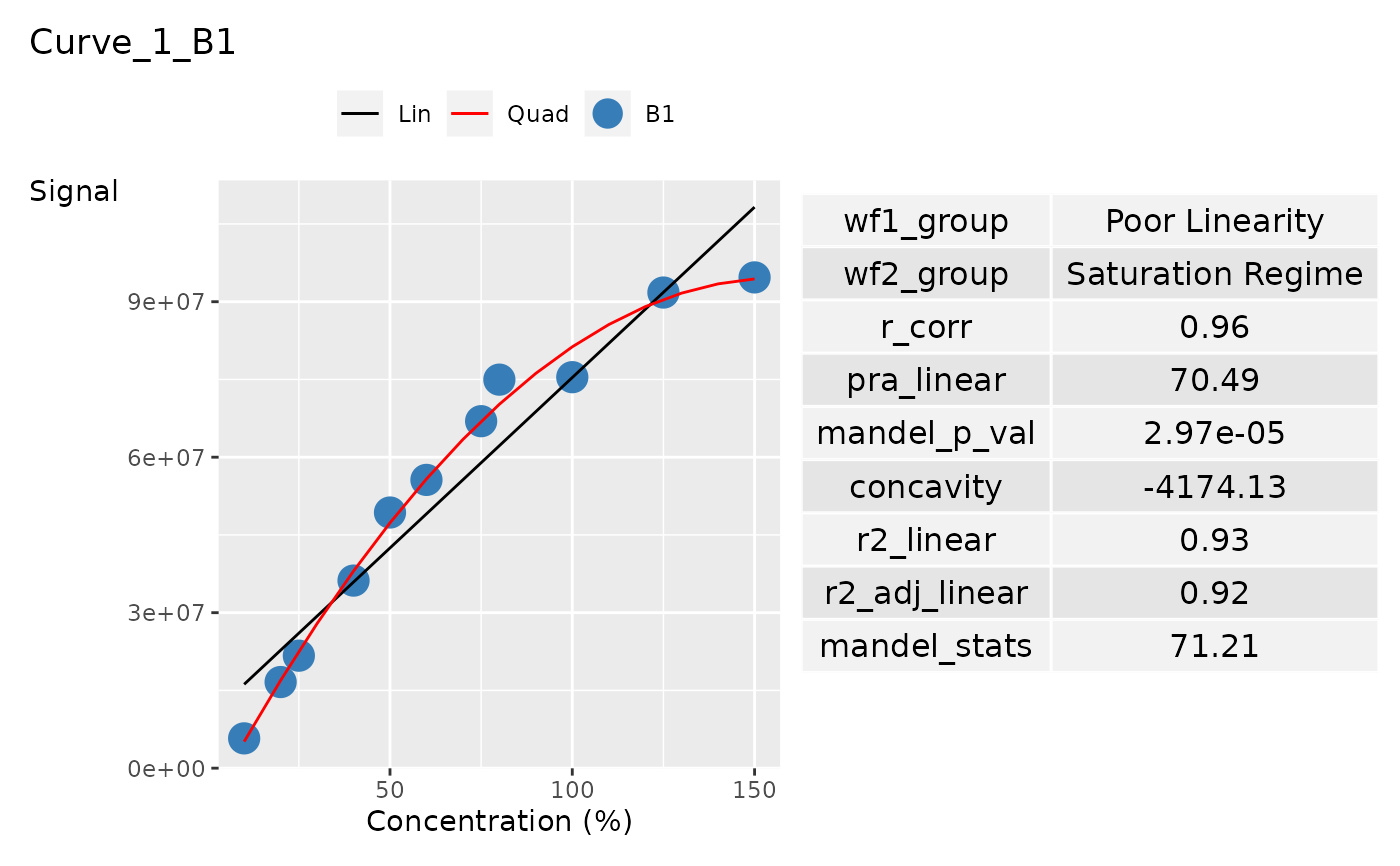 Curve_1_B1
Lin Quad B1
Signal
9e+07
6e+07
3e+07
0e+00
50 100 150
Concentration (%)
wf1_group Poor Linearity
wf2_group Saturation Regime
r_corr 0.96
pra_linear 70.49
mandel_p_val 2.97e-05
concavity -4174.13
r2_linear 0.93
r2_adj_linear 0.92
mandel_stats 71.21